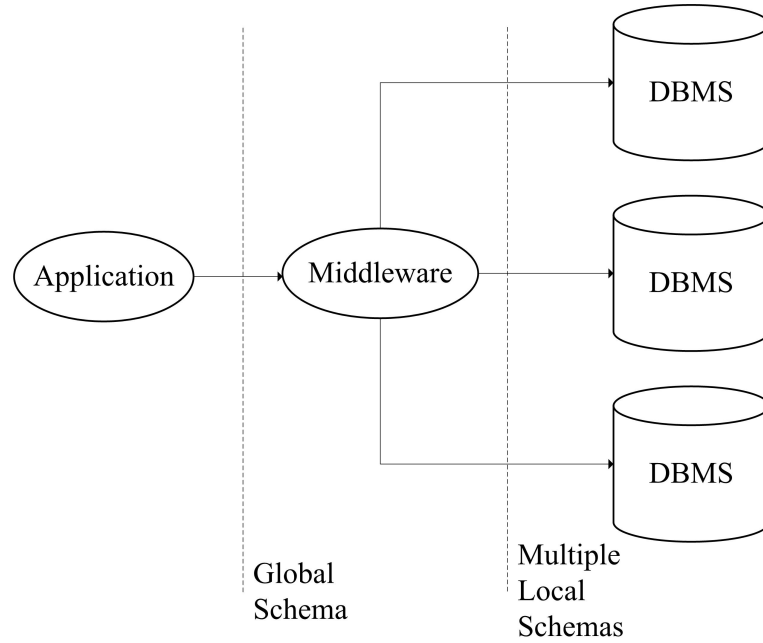 DBMS
Application
Middleware
DBMS
DBMS
Global
Schema
Multiple
Local
Schemas